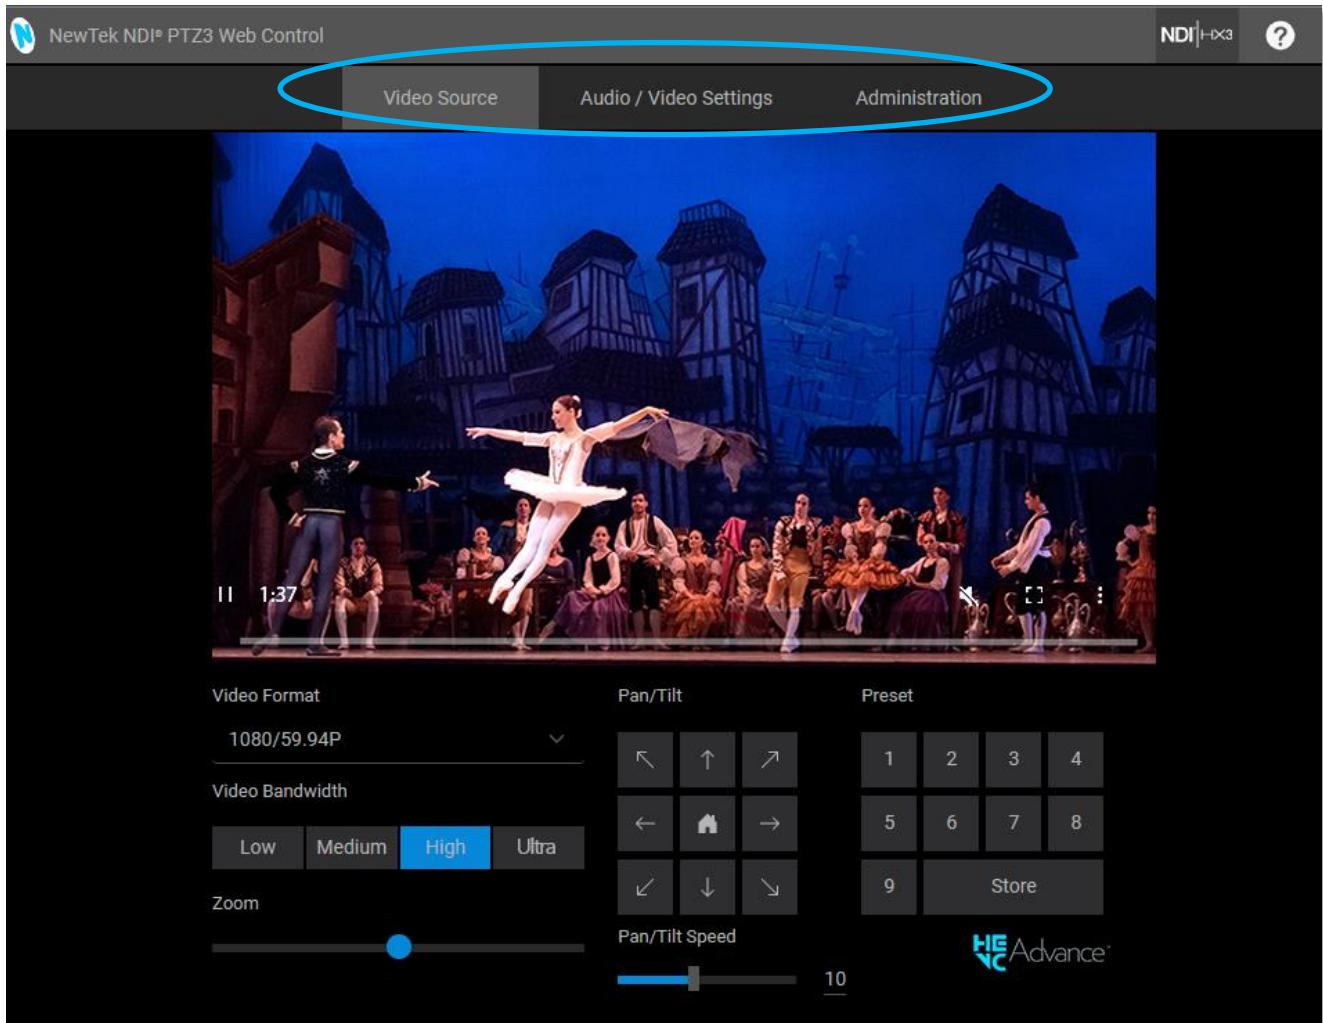 NewTek NDI® PTZ3 Web Control
NDI HX3
?
Video Source Audio / Video Settings Administration
1:37
Video Format Pan/Tilt Preset
1080/59.94P
1 2 3 4
Video Bandwidth
5 6 7 8
Low Medium High Ultra
9 Store
Zoom
Pan/Tilt Speed
HEVC Advance™
10